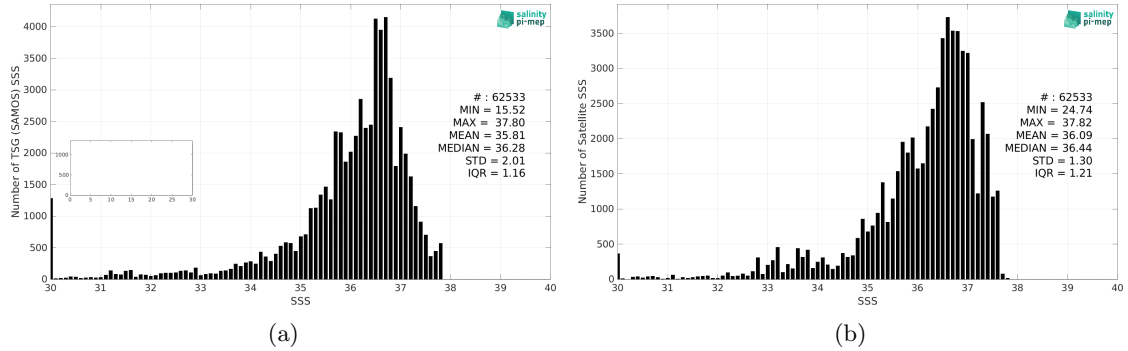 salinity
pi-mep
Number of TSG (SAMOS) SSS
4000
3500
3000
2500
2000
1500
1000
500
0
# : 62533
MIN = 15.52
MAX = 37.80
MEAN = 35.81
MEDIAN = 36.28
STD = 2.01
IQR = 1.16
1000
500
0
0 5 10 15 20 25 30
30 31 32 33 34 35 36 37 38 39 40
SSS
(a)
salinity
pi-mep
Number of Satellite SSS
3500
3000
2500
2000
1500
1000
500
0
# : 62533
MIN = 24.74
MAX = 37.82
MEAN = 36.09
MEDIAN = 36.44
STD = 1.30
IQR = 1.21
30 31 32 33 34 35 36 37 38 39 40
SSS
(b)